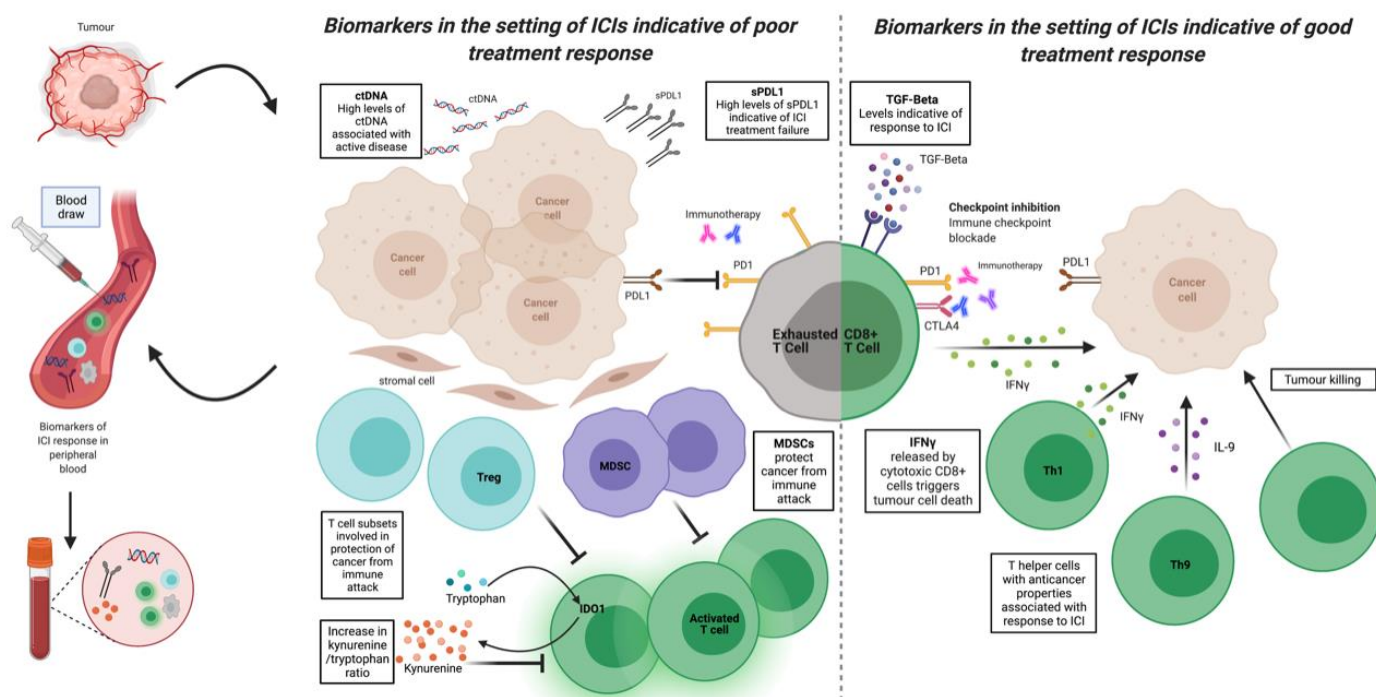 Tumour
Blood
draw
Biomarkers of
ICI response in
peripheral
blood
Biomarkers in the setting of ICIs indicative of poor
treatment response
ctDNA
High levels of
ctDNA
associated with
active disease
ctDNA
sPDL1
sPDL1
High levels of sPDL1
indicative of ICI
treatment failure
Cancer
cell
Cancer
cell
Cancer
cell
Immunotherapy
PDL1
PD1
Exhausted
T Cell
CD8+
T Cell
stromal cell
Treg
MDSC
MDSCs
protect
cancer from
immune
attack
T cell subsets
involved in
protection of
cancer from
immune
attack
Tryptophan
IDO1
Activated
T cell
Increase in
kynurenine
/tryptophan
ratio
Kynurenine
Biomarkers in the setting of ICIs indicative of good
treatment response
TGF-Beta
Levels indicative of
response to ICI
TGF-Beta
Checkpoint inhibition
Immune checkpoint
blockade
PD1
Immunotherapy
CTLA4
PDL1
Cancer
cell
IFNγ
IFNγ
Tumour killing
IFNγ
released by
cytotoxic CD8+
cells triggers
tumour cell death
Th1
IL-9
Th9
T helper cells
with anticancer
properties
associated with
response to ICI